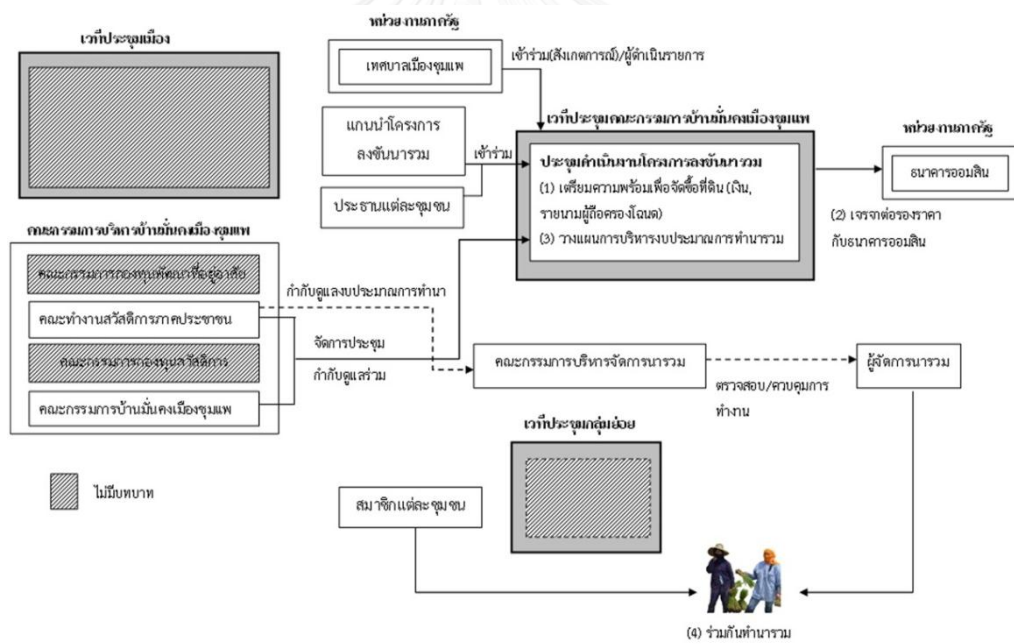 เวทีประชุมเมือง
หน่วยงานภาครัฐ
เทศบาลเมืองชุมแพ
เข้าร่วม(สังเกตการณ์)/ผู้ดำเนินรายการ
แกนนำโครงการ
ลงขันนารวม
เข้าร่วม
ประธานแต่ละชุมชน
เวทีประชุมคณะกรรมการบ้านมั่นคงเมืองชุมแพ
ประชุมดำเนินงานโครงการลงขันนารวม
(1) เตรียมความพร้อมเพื่อจัดซื้อที่ดิน (เงิน,
รายนามผู้ถือครองโฉนด)
(3) วางแผนการบริหารงบประมาณการทำนารวม
หน่วยงานภาครัฐ
ธนาคารออมสิน
(2) เจรจาต่อรองราคา
กับธนาคารออมสิน
คณะกรรมการบริหารบ้านมั่นคงเมืองชุมแพ
คณะกรรมการกองทุนพัฒนาที่อยู่อาศัย
คณะทำงานสวัสดิการภาคประชาชน
คณะกรรมการกองทุนสวัสดิการ
คณะกรรมการบ้านมั่นคงเมืองชุมแพ
กำกับดูแลงบประมาณการทำนา
จัดการประชุม
กำกับดูแลร่วม
คณะกรรมการบริหารจัดการนารวม
ตรวจสอบ/ควบคุมการ
ทำงาน
ผู้จัดการนารวม
เวทีประชุมกลุ่มย่อย
ไม่มีบทบาท
สมาชิกแต่ละชุมชน
(4) ร่วมกันทำนารวม